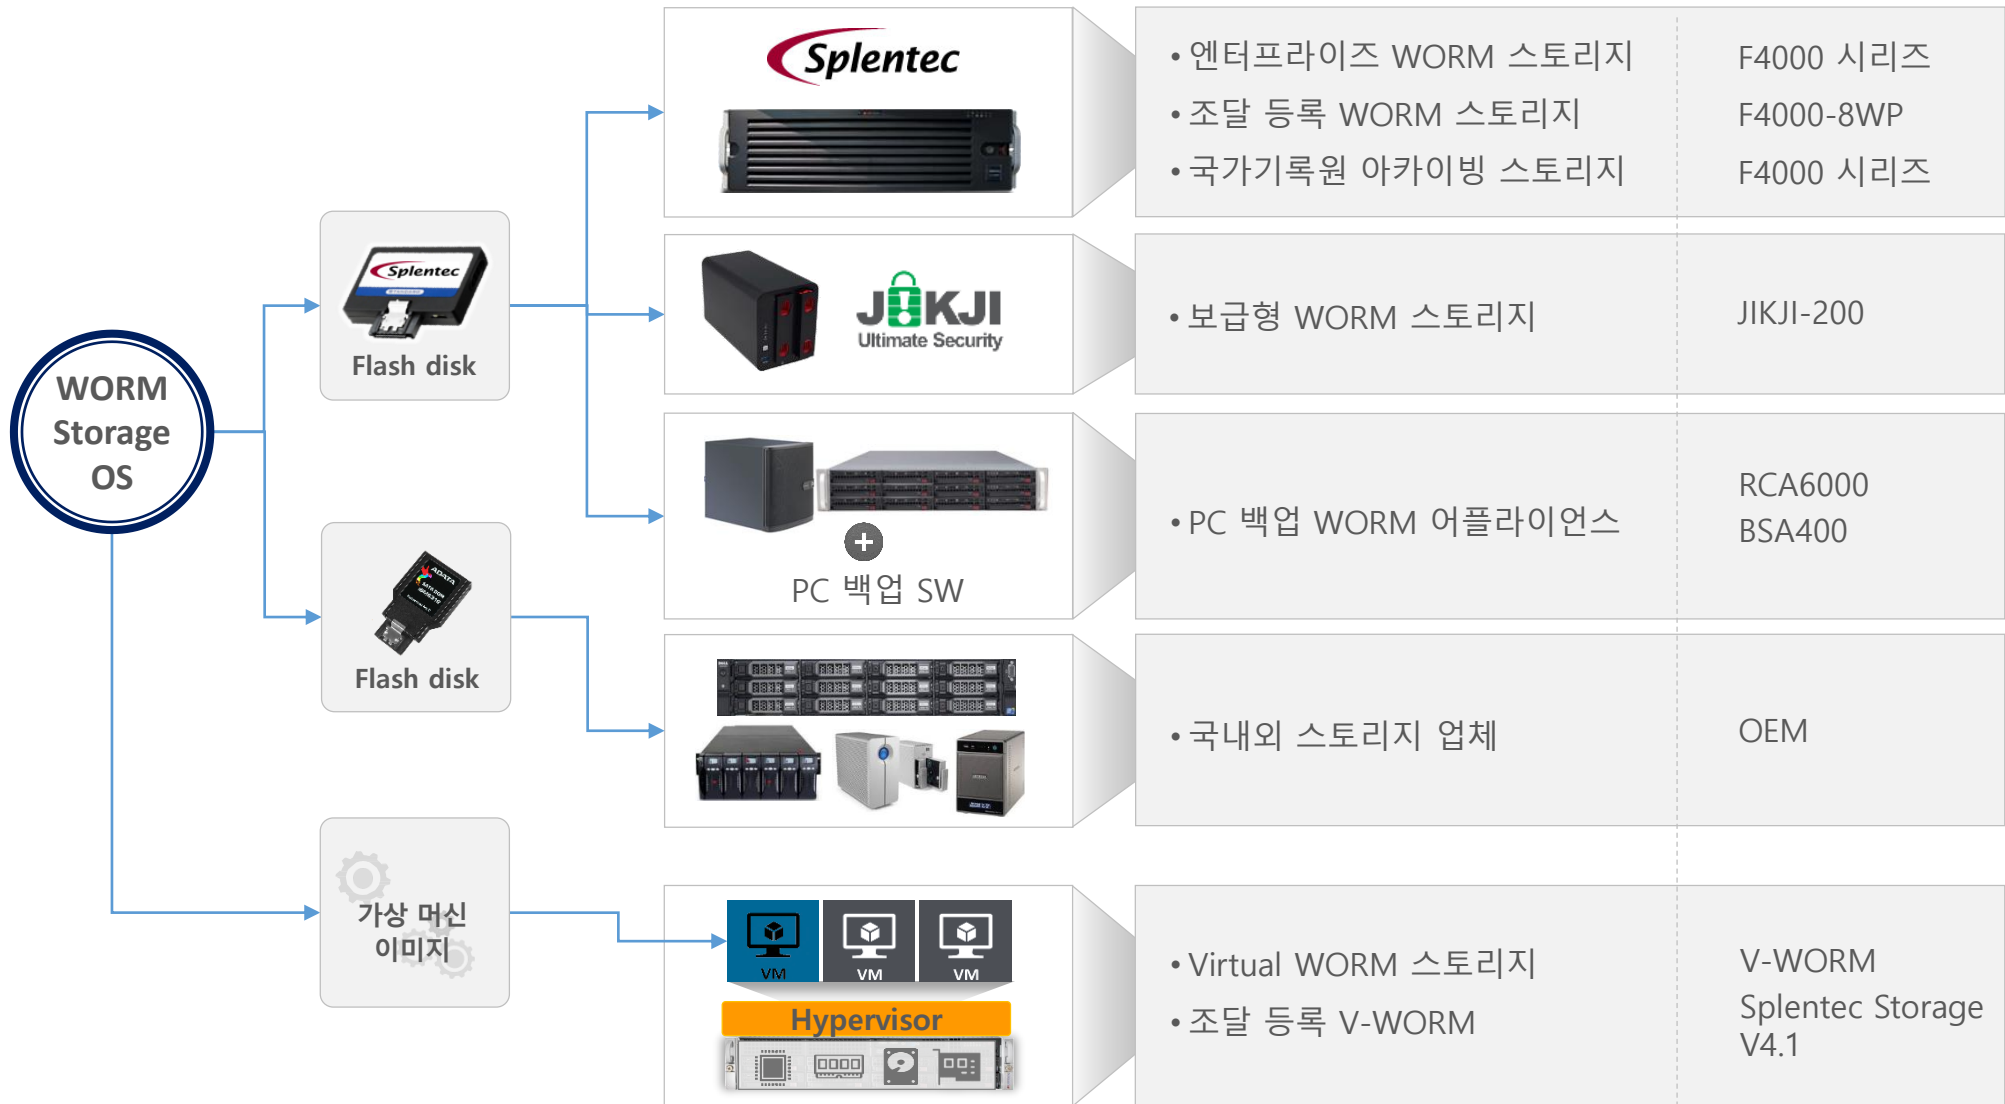 Splentec
• 엔터프라이즈 WORM 스토리지
F4000 시리즈
• 조달 등록 WORM 스토리지
F4000-8WP
• 국가기록원 아카이빙 스토리지
F4000 시리즈
Splentec
Flash disk
JIKJI
Ultimate Security
• 보급형 WORM 스토리지
JIKJI-200
WORM
Storage
OS
PC 백업 SW
• PC 백업 WORM 어플라이언스
RCA6000
BSA400
ADATA
Flash disk
• 국내외 스토리지 업체
OEM
가상 머신
이미지
VM
VM
VM
Hypervisor
• Virtual WORM 스토리지
V-WORM
• 조달 등록 V-WORM
Splentec Storage
V4.1